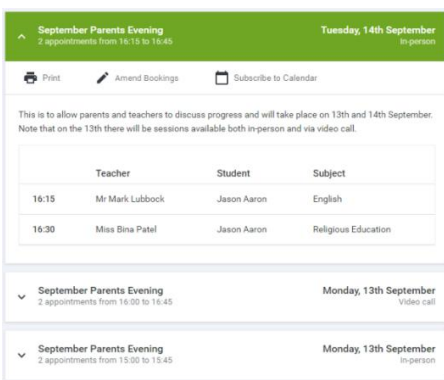 September Parents Evening Tuesday, 14th September
2 appointments from 16:15 to 16:45 In-person
Print Amend Bookings Subscribe to Calendar
This is to allow parents and teachers to discuss progress and will take place on 13th and 14th September.
Note that on the 13th there will be sessions available both in-person and via video call.
Teacher Student Subject
16:15 Mr Mark Lubbock Jason Aaron English
16:30 Miss Bina Patel Jason Aaron Religious Education
September Parents Evening Monday, 13th September
2 appointments from 16:00 to 16:45 Video call
September Parents Evening Monday, 13th September
2 appointments from 15:00 to 15:45 In-person